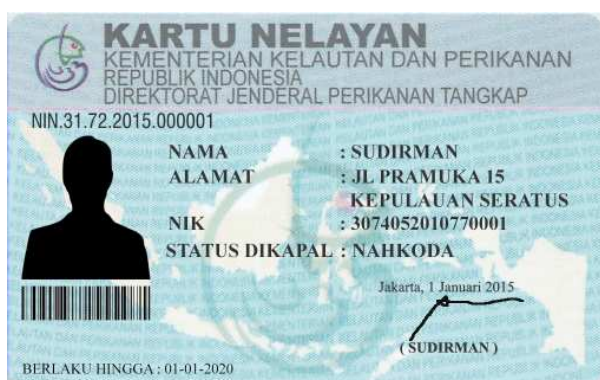 KARTU NELAYAN
KEMENTERIAN KELAUTAN DAN PERIKANAN
REPUBLIK INDONESIA
DIREKTORAT JENDERAL PERIKANAN TANGKAP
NIN.31.72.2015.000001
NAMA : SUDIRMAN
ALAMAT : JL PRAMUKA 15
KEPULAUAN SERATUS
NIK : 3074052010770001
STATUS DIKAPAL : NAHKODA
Jakarta, 1 Januari 2015
( SUDIRMAN )
BERLAKU HINGGA : 01-01-2020